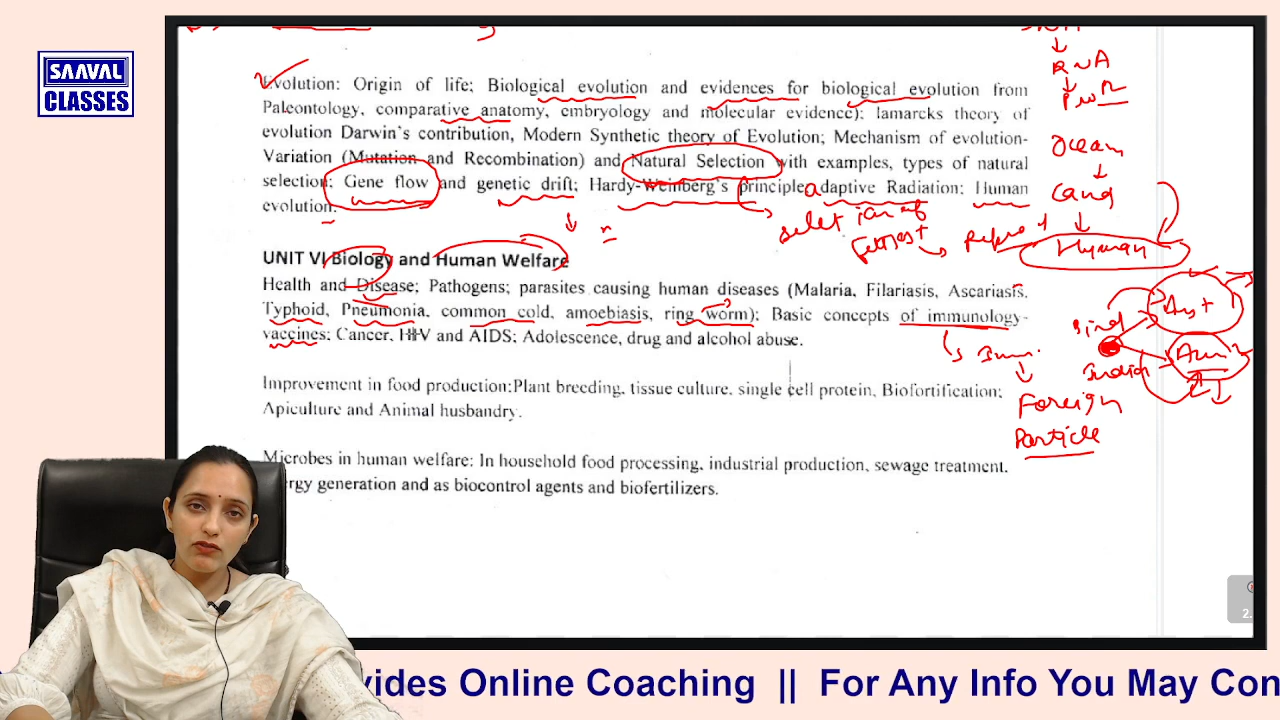 SAAVAL
CLASSES
Evolution: Origin of life; Biological evolution and evidences for biological evolution from
Paleontology, comparative anatomy, embryology and molecular evidence); lamarcks theory of
evolution Darwin's contribution, Modern Synthetic theory of Evolution; Mechanism of evolution-
Variation (Mutation and Recombination) and Natural Selection with examples, types of natural
selection; Gene flow and genetic drift; Hardy-Weinberg's principle adaptive Radiation; Human
evolution.
RNA
Ocean
Land
Human
UNIT VI Biology and Human Welfare
Health and Disease; Pathogens; parasites causing human diseases (Malaria, Filariasis, Ascariasis,
Typhoid, Pneumonia, common cold, amoebiasis, ring worm); Basic concepts of immunology-
vaccines; Cancer, HIV and AIDS; Adolescence, drug and alcohol abuse.
Foreign
Particle
Improvement in food production:Plant breeding, tissue culture, single cell protein, Biofortification;
Apiculture and Animal husbandry.
Microbes in human welfare: In household food processing, industrial production, sewage treatment,
generation and as biocontrol agents and biofertilizers.
2.
vides Online Coaching || For Any Info You May Con